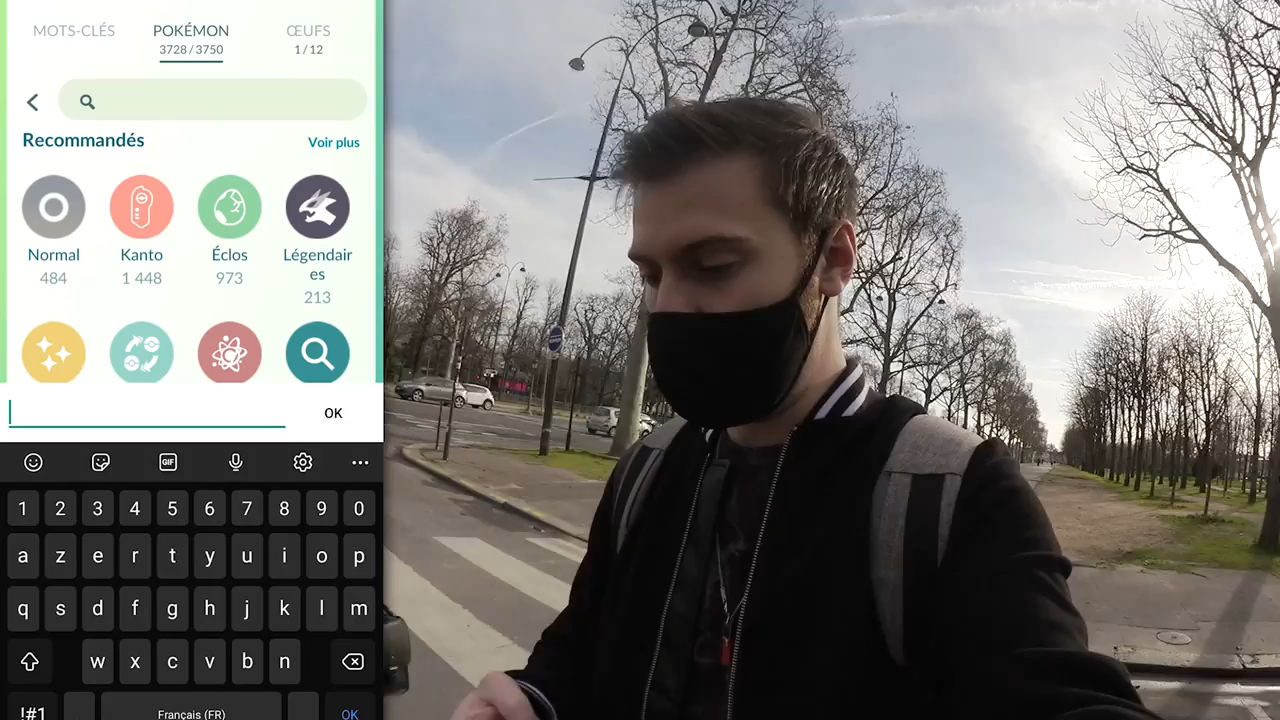 MOTS-CLÉS POKÉMON ŒUFS
3728 / 3750 1 / 12
Recommandés Voir plus
Normal Kanto Éclos Légendair
es
484 1 448 973 213
OK
GIF
1 2 3 4 5 6 7 8 9 0
a z e r t y u i o p
q s d f g h j k l m
w x c v b n
!#1 Français (FR) OK